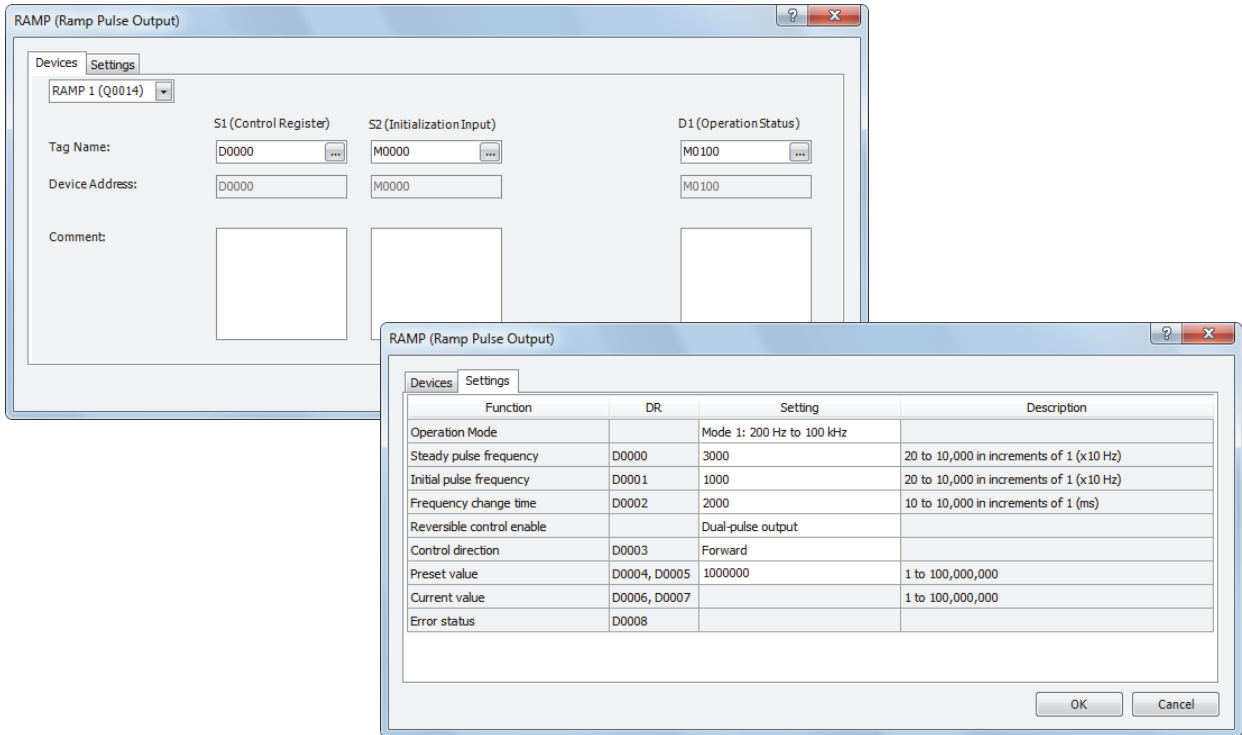 RAMP (Ramp Pulse Output)
Devices Settings
RAMP 1 (Q0014)
S1 (Control Register) S2 (Initialization Input) D1 (Operation Status)
Tag Name: D0000 ... M0000 ... M0100 ...
Device Address: D0000 M0000 M0100
Comment:
RAMP (Ramp Pulse Output)
Devices Settings
Function DR Setting Description
Operation Mode Mode 1: 200 Hz to 100 kHz
Steady pulse frequency D0000 3000 20 to 10,000 in increments of 1 (x10 Hz)
Initial pulse frequency D0001 1000 20 to 10,000 in increments of 1 (x10 Hz)
Frequency change time D0002 2000 10 to 10,000 in increments of 1 (ms)
Reversible control enable Dual-pulse output
Control direction D0003 Forward
Preset value D0004, D0005 1000000 1 to 100,000,000
Current value D0006, D0007 1 to 100,000,000
Error status D0008
OK Cancel